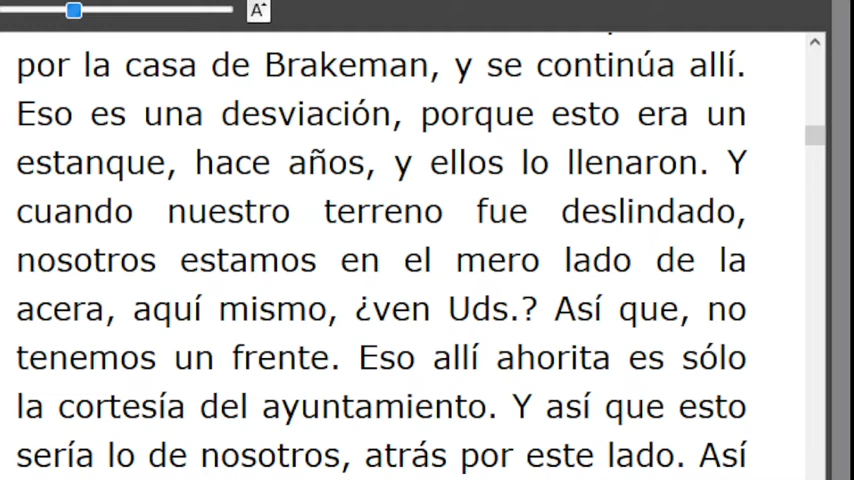 A
por la casa de Brakeman, y se continúa allí.
Eso es una desviación, porque esto era un
estanque, hace años, y ellos lo llenaron. Y
cuando nuestro terreno fue deslindado,
nosotros estamos en el mero lado de la
acera, aquí mismo, ¿ven Uds.? Así que, no
tenemos un frente. Eso allí ahorita es sólo
la cortesía del ayuntamiento. Y así que esto
sería lo de nosotros, atrás por este lado. Así